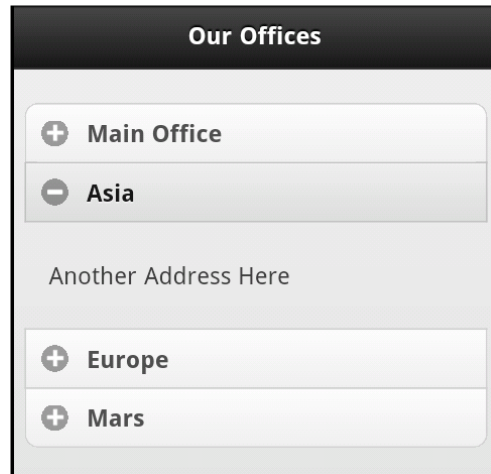 Our Offices
Main Office
Asia
Another Address Here
Europe
Mars